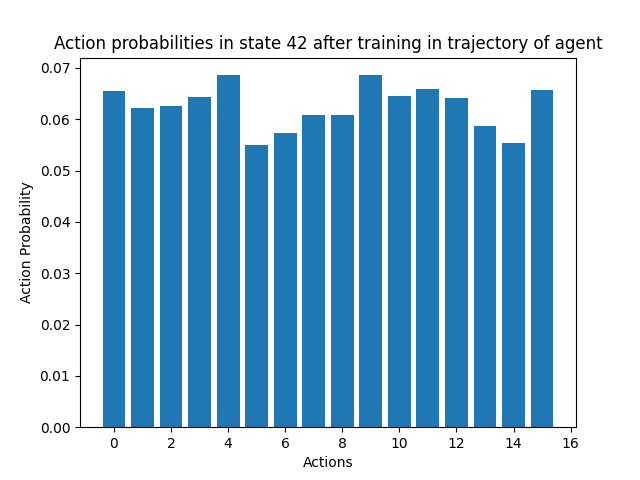 Action probabilities in state 42 after training in trajectory of agent
0.07
0.06
0.05
0.04
0.03
0.02
0.01
0.00
Action Probability
0 2 4 6 8 10 12 14 16
Actions